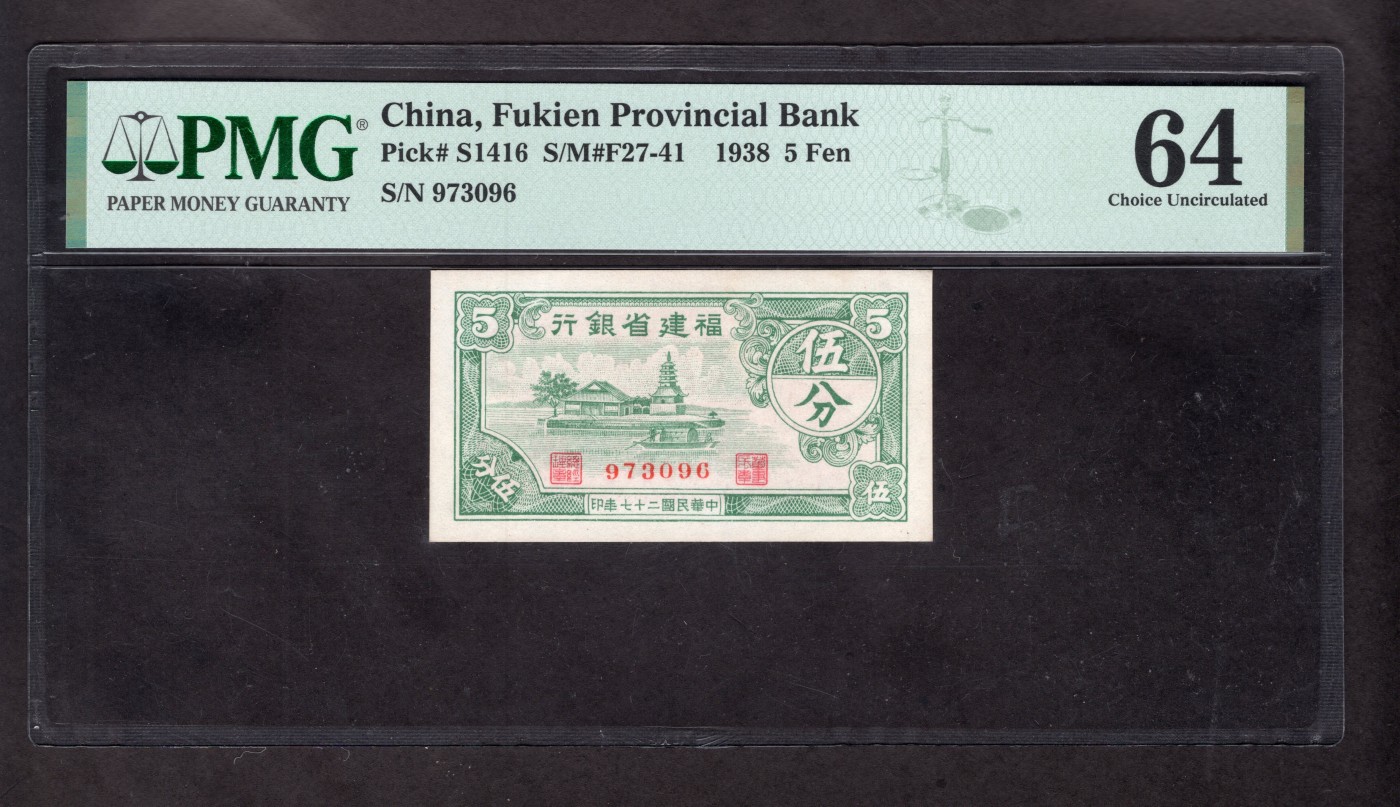 PMG®
PAPER MONEY GUARANTY
China, Fukien Provincial Bank
Pick# S1416 S/M#F27-41 1938 5 Fen
S/N 973096
64
Choice Uncirculated
5
行銀省建福
5
伍
分
973096
分伍
伍
印年七十二國民華中